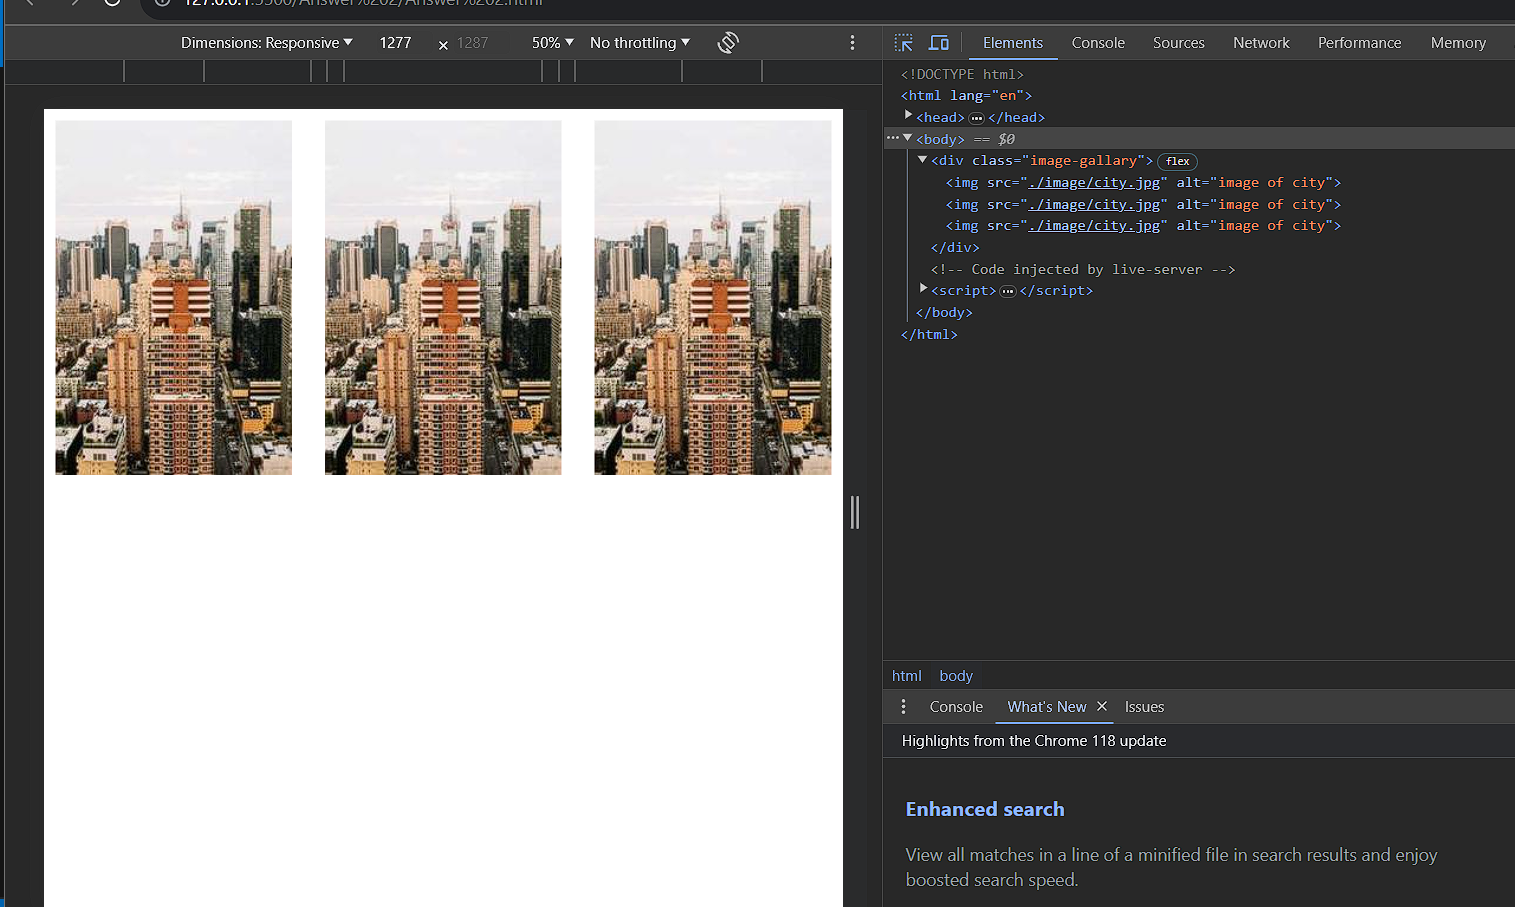 127.0.0.1:5500/Answer%202/Answer%202.html
Dimensions: Responsive ▼ 1277 × 1287 50% ▼ No throttling ▼
Elements Console Sources Network Performance Memory
<!DOCTYPE html>
<html lang="en">
<head> ••• </head>
••• <body> == $0
<div class="image-gallary"> flex
<img src="./image/city.jpg" alt="image of city">
<img src="./image/city.jpg" alt="image of city">
<img src="./image/city.jpg" alt="image of city">
</div>
<!-- Code injected by live-server -->
<script> ••• </script>
</body>
</html>
html body
Console What's New × Issues
Highlights from the Chrome 118 update
Enhanced search
View all matches in a line of a minified file in search results and enjoy
boosted search speed.